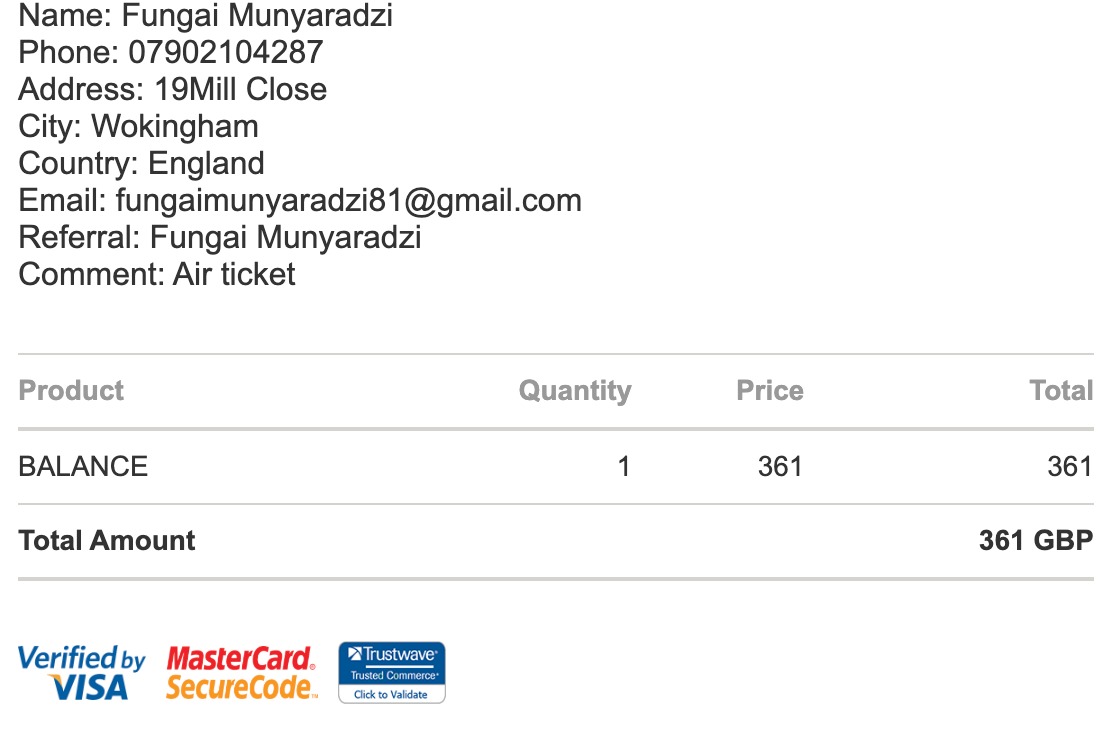 Name: Fungai Munyaradzi
Phone: 07902104287
Address: 19Mill Close
City: Wokingham
Country: England
Email: fungaimunyaradzi81@gmail.com
Referral: Fungai Munyaradzi
Comment: Air ticket
Product Quantity Price Total
BALANCE 1 361 361
Total Amount 361 GBP
Verified by VISA
MasterCard. SecureCode™
Trustwave®
Trusted Commerce®
Click to Validate